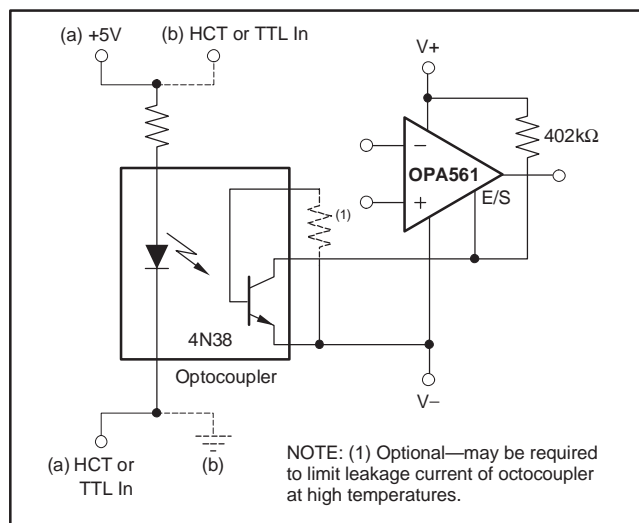 (a) +5V
(b) HCT or TTL In
V+
402kΩ
−
OPA561
+
E/S
(1)
4N38
Optocoupler
V−
(a) HCT or
TTL In
(b)
NOTE: (1) Optional—may be required
to limit leakage current of octocoupler
at high temperatures.